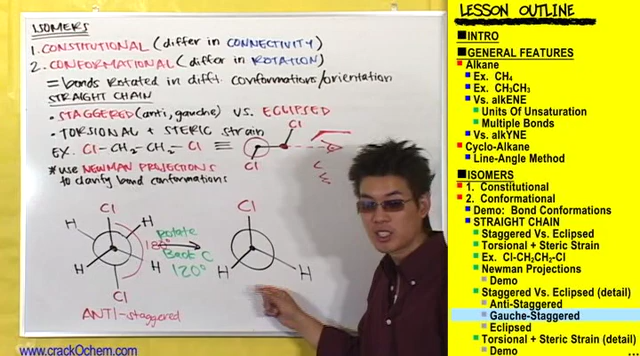 ISOMERS
1. CONSTITUTIONAL (differ in CONNECTIVITY)
2. CONFORMATIONAL (differ in ROTATION)
= bonds Rotated in diffʼt. conformations/orientation
STRAIGHT CHAIN
• STAGGERED (anti, gauche) VS. ECLIPSED
• TORSIONAL + STERIC strain
EX. Cl-CH2-CH2-Cl ≡
Cl
Cl
* use NEWMAN PROJECTIONS
to clarify bond conformations
Cl
H
H
H
H
Cl
180°
ANTI-staggered
Rotate
Back C
120°
Cl
H
H
www.crackOchem.com
LESSON OUTLINE
INTRO
GENERAL FEATURES
Alkane
Ex. CH4
Ex. CH3CH3
Vs. alkENE
Units Of Unsaturation
Multiple Bonds
Vs. alkYNE
Cyclo-Alkane
Line-Angle Method
ISOMERS
1. Constitutional
2. Conformational
Demo: Bond Conformations
STRAIGHT CHAIN
Staggered Vs. Eclipsed
Torsional + Steric Strain
Ex. Cl-CH2CH2-Cl
Newman Projections
Demo
Staggered Vs. Eclipsed (detail)
Anti-Staggered
Gauche-Staggered
Eclipsed
Torsional + Steric Strain (detail)
Demo